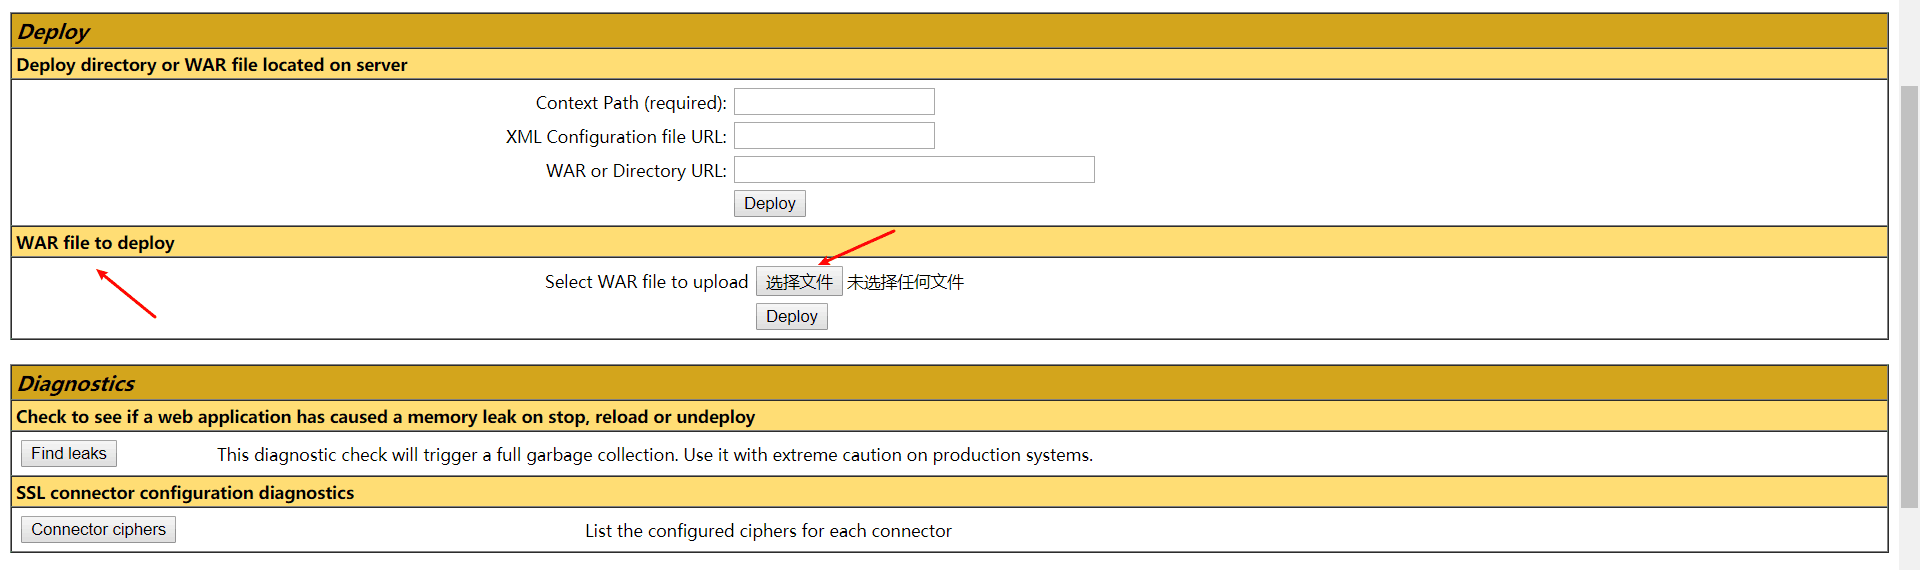 Deploy
Deploy directory or WAR file located on server
Context Path (required):
XML Configuration file URL:
WAR or Directory URL:
Deploy
WAR file to deploy
Select WAR file to upload 选择文件 未选择任何文件
Deploy
Diagnostics
Check to see if a web application has caused a memory leak on stop, reload or undeploy
Find leaks This diagnostic check will trigger a full garbage collection. Use it with extreme caution on production systems.
SSL connector configuration diagnostics
Connector ciphers List the configured ciphers for each connector